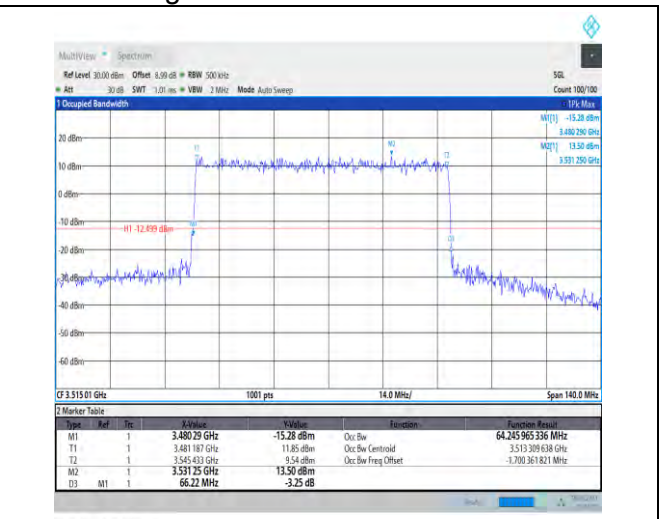 MultiView Spectrum
Ref Level 30.00 dBm Offset 8.99 dB RBW 500 kHz SGL
Att 30 dB SWT 1.01 ms VBW 2 MHz Mode Auto Sweep Count 100/100
1 Occupied Bandwidth 1Pk Max
M1[1] -15.28 dBm
3.480 290 GHz
M2[1] 13.50 dBm
3.531 250 GHz
20 dBm
T1 M2 T2
10 dBm
0 dBm
-10 dBm
H1 -12.499 dBm M1
D3
-20 dBm
-30 dBm
-40 dBm
-50 dBm
-60 dBm
CF 3.515 01 GHz 1001 pts 14.0 MHz/ Span 140.0 MHz
2 Marker Table
Type Ref Trc X-Value Y-Value Function Function Result
M1 1 3.480 29 GHz -15.28 dBm Occ Bw 64.245 965 336 MHz
T1 1 3.481 187 GHz 11.85 dBm Occ Bw Centroid 3.513 309 638 GHz
T2 1 3.545 433 GHz 9.54 dBm Occ Bw Freq Offset -1.700 361 821 MHz
M2 1 3.531 25 GHz 13.50 dBm
D3 M1 1 66.22 MHz -3.25 dB